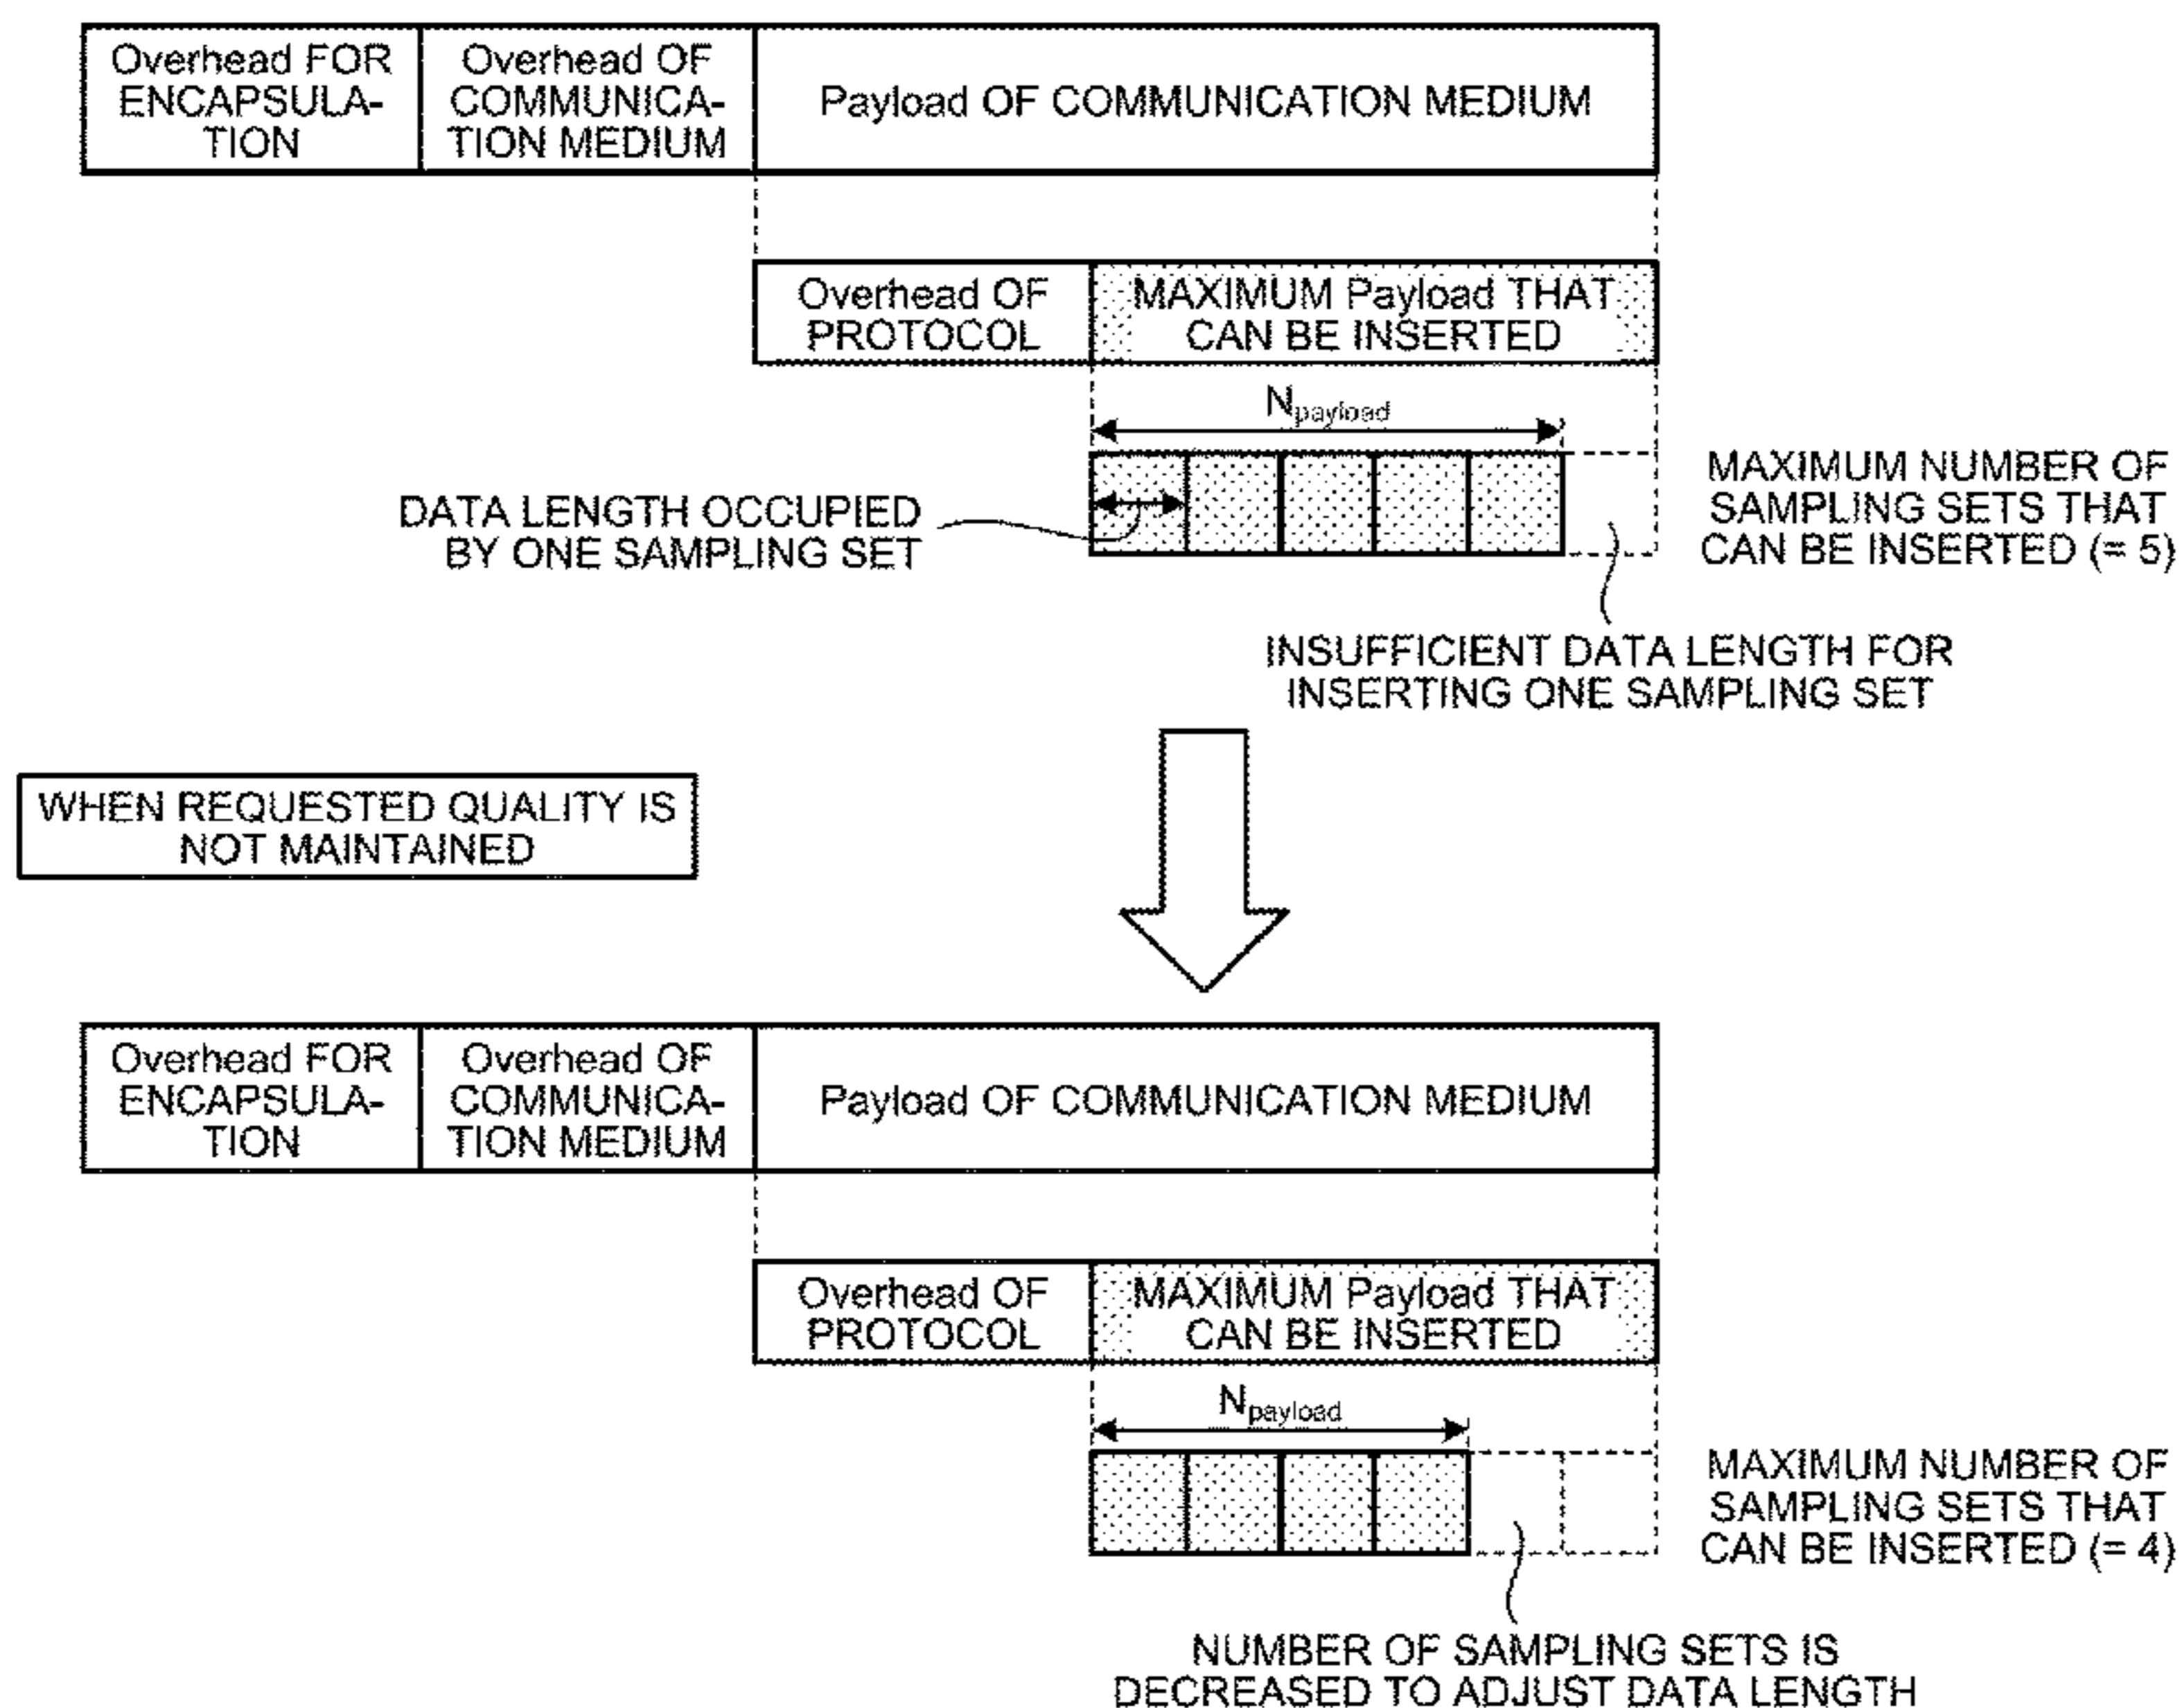 Overhead FOR
ENCAPSULA-
TION
Overhead OF
COMMUNICA-
TION MEDIUM
Payload OF COMMUNICATION MEDIUM
Overhead OF
PROTOCOL
MAXIMUM Payload THAT
CAN BE INSERTED
Npayload
DATA LENGTH OCCUPIED
BY ONE SAMPLING SET
MAXIMUM NUMBER OF
SAMPLING SETS THAT
CAN BE INSERTED (= 5)
INSUFFICIENT DATA LENGTH FOR
INSERTING ONE SAMPLING SET
WHEN REQUESTED QUALITY IS
NOT MAINTAINED
Overhead FOR
ENCAPSULA-
TION
Overhead OF
COMMUNICA-
TION MEDIUM
Payload OF COMMUNICATION MEDIUM
Overhead OF
PROTOCOL
MAXIMUM Payload THAT
CAN BE INSERTED
Npayload
MAXIMUM NUMBER OF
SAMPLING SETS THAT
CAN BE INSERTED (= 4)
NUMBER OF SAMPLING SETS IS
DECREASED TO ADJUST DATA LENGTH